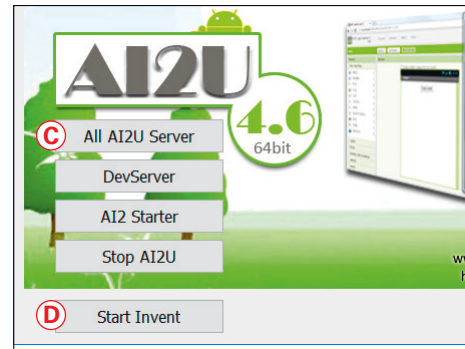 AI2U
4.6
64bit
C All AI2U Server
DevServer
AI2 Starter
Stop AI2U
D Start Invent